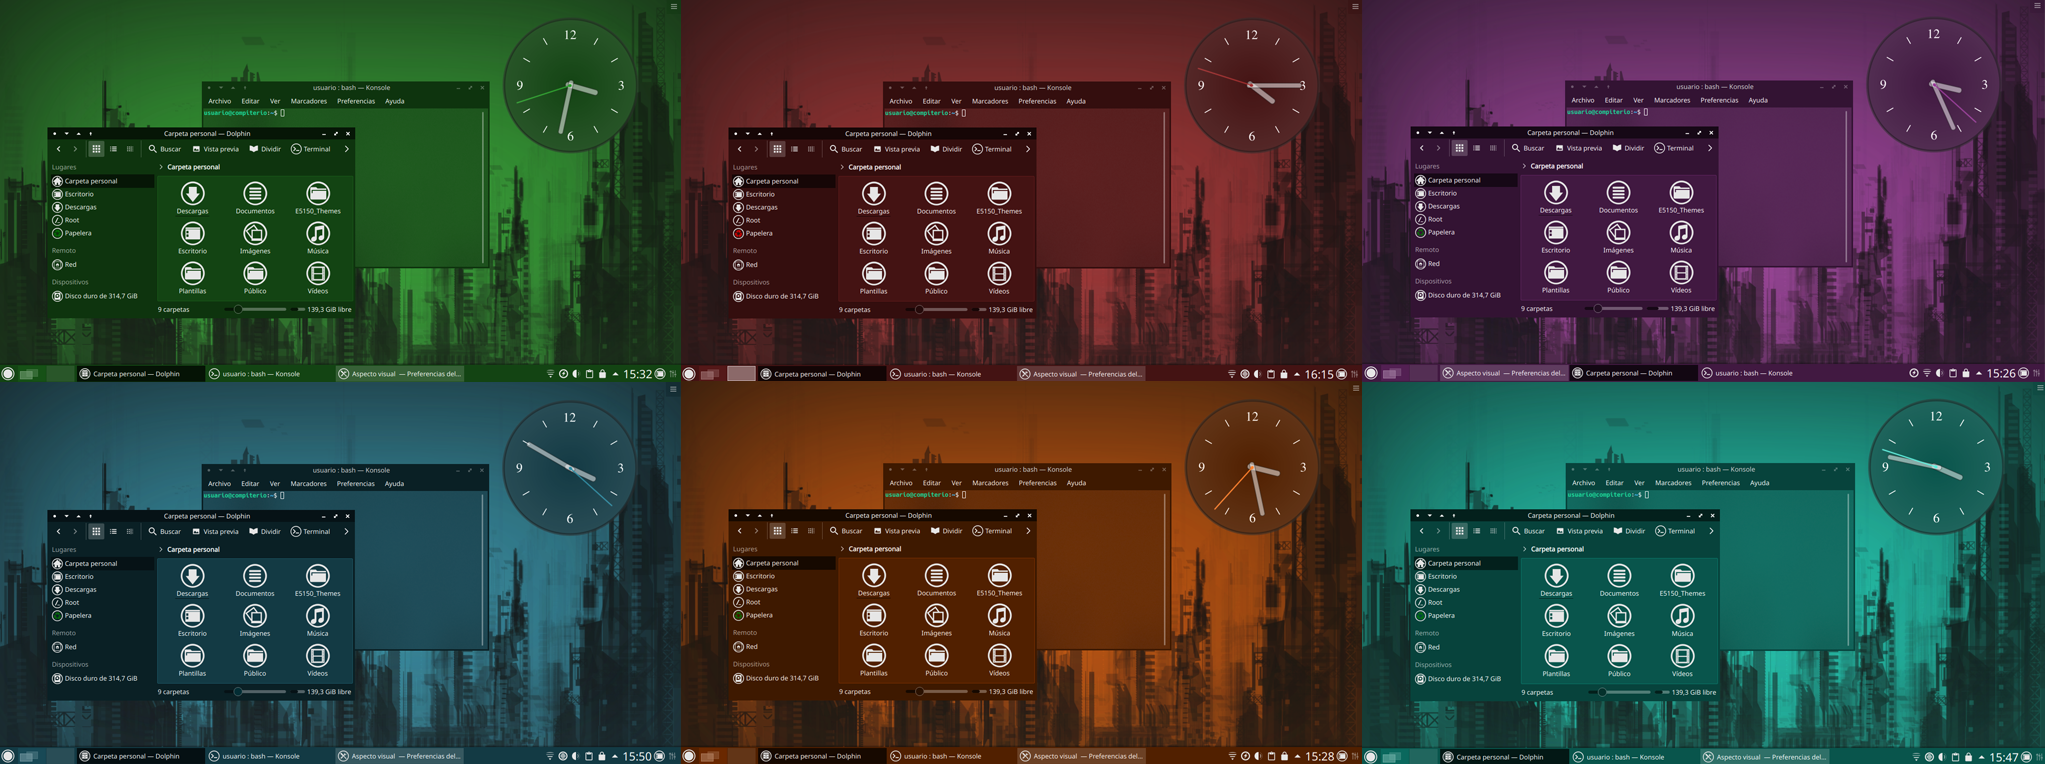 12
3
6
9
usuario : bash — Konsole
Archivo Editar Ver Marcadores Preferencias Ayuda
usuario@compiterio:~$
Carpeta personal — Dolphin
Buscar Vista previa Dividir Terminal
Lugares
Carpeta personal
Escritorio
Descargas
Root
Papelera
Remoto
Red
Dispositivos
Disco duro de 314,7 GiB
Carpeta personal
Descargas Documentos E5150_Themes
Escritorio Imágenes Música
Plantillas Público Vídeos
9 carpetas 139,3 GiB libre
Carpeta personal — Dolphin usuario : bash — Konsole Aspecto visual — Preferencias del... 15:32
12
3
6
9
usuario : bash — Konsole
Archivo Editar Ver Marcadores Preferencias Ayuda
usuario@compiterio:~$
Carpeta personal — Dolphin
Buscar Vista previa Dividir Terminal
Lugares
Carpeta personal
Escritorio
Descargas
Root
Papelera
Remoto
Red
Dispositivos
Disco duro de 314,7 GiB
Carpeta personal
Descargas Documentos E5150_Themes
Escritorio Imágenes Música
Plantillas Público Vídeos
9 carpetas 139,3 GiB libre
Carpeta personal — Dolphin usuario : bash — Konsole Aspecto visual — Preferencias del... 16:15
12
3
6
9
usuario : bash — Konsole
Archivo Editar Ver Marcadores Preferencias Ayuda
usuario@compiterio:~$
Carpeta personal — Dolphin
Buscar Vista previa Dividir Terminal
Lugares
Carpeta personal
Escritorio
Descargas
Root
Papelera
Remoto
Red
Dispositivos
Disco duro de 314,7 GiB
Carpeta personal
Descargas Documentos E5150_Themes
Escritorio Imágenes Música
Plantillas Público Vídeos
9 carpetas 139,3 GiB libre
Aspecto visual — Preferencias del... Carpeta personal — Dolphin usuario : bash — Konsole 15:26
12
3
6
9
usuario : bash — Konsole
Archivo Editar Ver Marcadores Preferencias Ayuda
usuario@compiterio:~$
Carpeta personal — Dolphin
Buscar Vista previa Dividir Terminal
Lugares
Carpeta personal
Escritorio
Descargas
Root
Papelera
Remoto
Red
Dispositivos
Disco duro de 314,7 GiB
Carpeta personal
Descargas Documentos E5150_Themes
Escritorio Imágenes Música
Plantillas Público Vídeos
9 carpetas 139,3 GiB libre
Carpeta personal — Dolphin usuario : bash — Konsole Aspecto visual — Preferencias del... 15:50
12
3
6
9
usuario : bash — Konsole
Archivo Editar Ver Marcadores Preferencias Ayuda
usuario@compiterio:~$
Carpeta personal — Dolphin
Buscar Vista previa Dividir Terminal
Lugares
Carpeta personal
Escritorio
Descargas
Root
Papelera
Remoto
Red
Dispositivos
Disco duro de 314,7 GiB
Carpeta personal
Descargas Documentos E5150_Themes
Escritorio Imágenes Música
Plantillas Público Vídeos
9 carpetas 139,3 GiB libre
Carpeta personal — Dolphin usuario : bash — Konsole Aspecto visual — Preferencias del... 15:28
12
3
6
9
usuario : bash — Konsole
Archivo Editar Ver Marcadores Preferencias Ayuda
usuario@compiterio:~$
Carpeta personal — Dolphin
Buscar Vista previa Dividir Terminal
Lugares
Carpeta personal
Escritorio
Descargas
Root
Papelera
Remoto
Red
Dispositivos
Disco duro de 314,7 GiB
Carpeta personal
Descargas Documentos E5150_Themes
Escritorio Imágenes Música
Plantillas Público Vídeos
9 carpetas 139,3 GiB libre
Carpeta personal — Dolphin usuario : bash — Konsole Aspecto visual — Preferencias del... 15:47